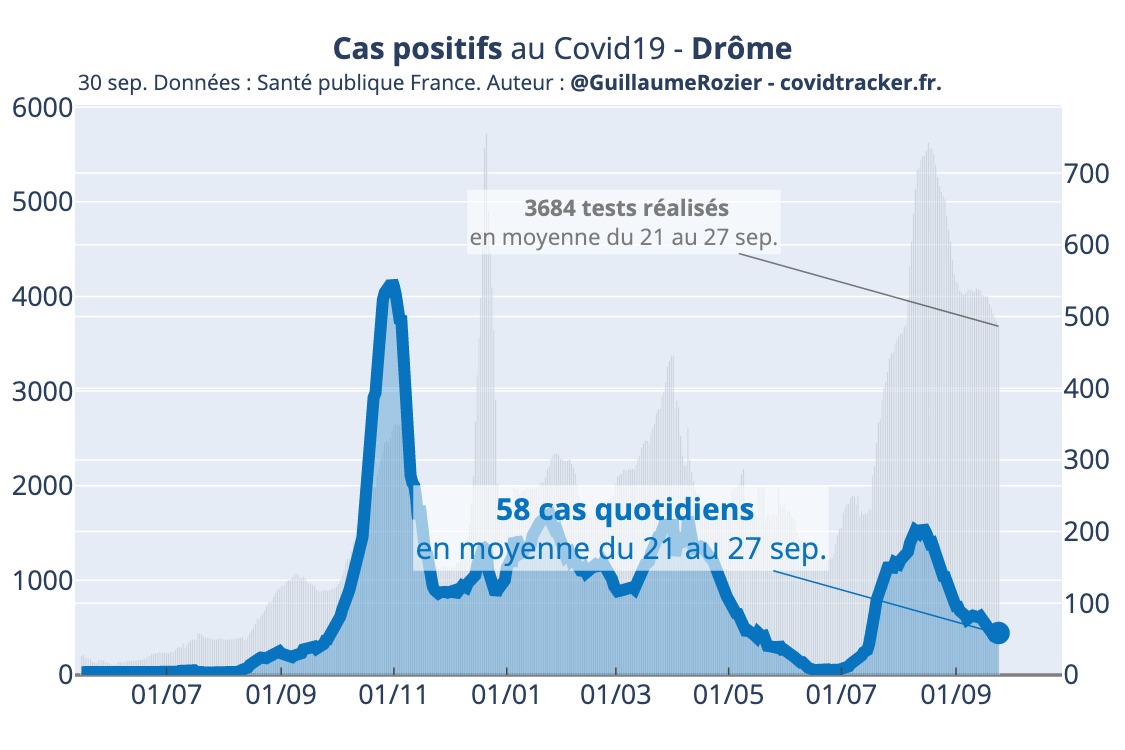 Cas positifs au Covid19 - Drôme
30 sep. Données : Santé publique France. Auteur : @GuillaumeRozier - covidtracker.fr.
6000
5000
4000
3000
2000
1000
0
700
600
500
400
300
200
100
0
3684 tests réalisés
en moyenne du 21 au 27 sep.
58 cas quotidiens
en moyenne du 21 au 27 sep.
01/07 01/09 01/11 01/01 01/03 01/05 01/07 01/09